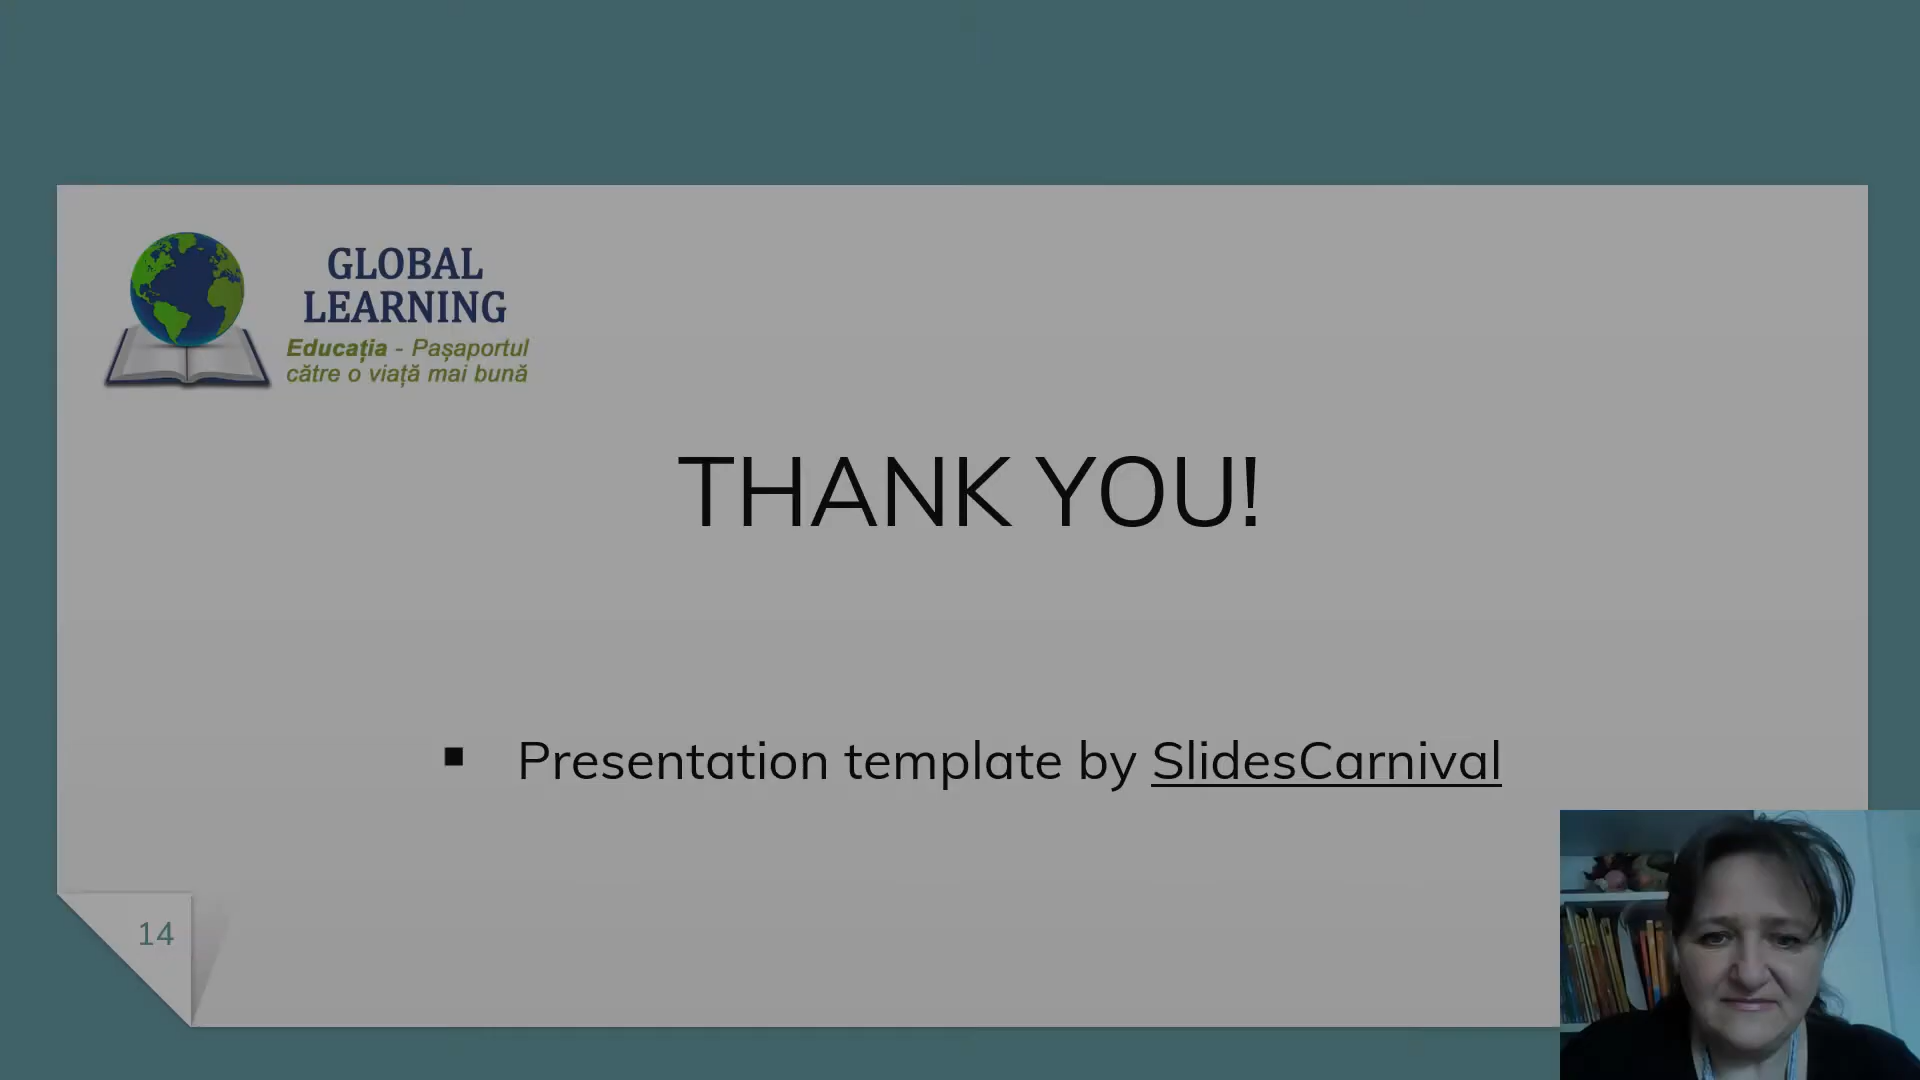 GLOBAL
LEARNING
Educația - Pașaportul
către o viață mai bună
THANK YOU!
▪ Presentation template by SlidesCarnival
14